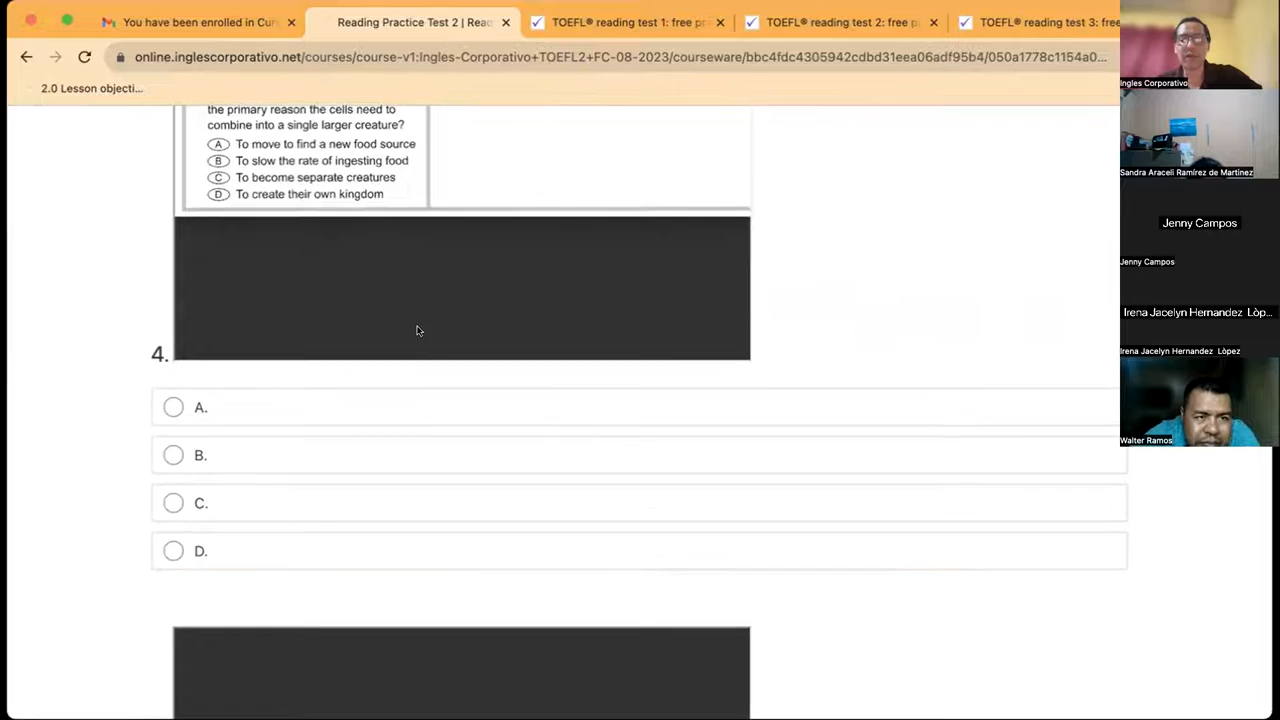 You have been enrolled in Cur
Reading Practice Test 2 | Reac
TOEFL® reading test 1: free pr
TOEFL® reading test 2: free p
TOEFL® reading test 3: free
online.inglescorporativo.net/courses/course-v1:Ingles-Corporativo+TOEFL2+FC-08-2023/courseware/bbc4fdc4305942cdbd31eea06adf95b4/050a1778c1154a0...
2.0 Lesson objecti...
the primary reason the cells need to
combine into a single larger creature?
A To move to find a new food source
B To slow the rate of ingesting food
C To become separate creatures
D To create their own kingdom
4.
A.
B.
C.
D.
Ingles Corporativo
Sandra Araceli Ramírez de Martinez
Jenny Campos
Jenny Campos
Irena Jacelyn Hernandez Lòp...
Irena Jacelyn Hernandez Lòpez
Walter Ramos